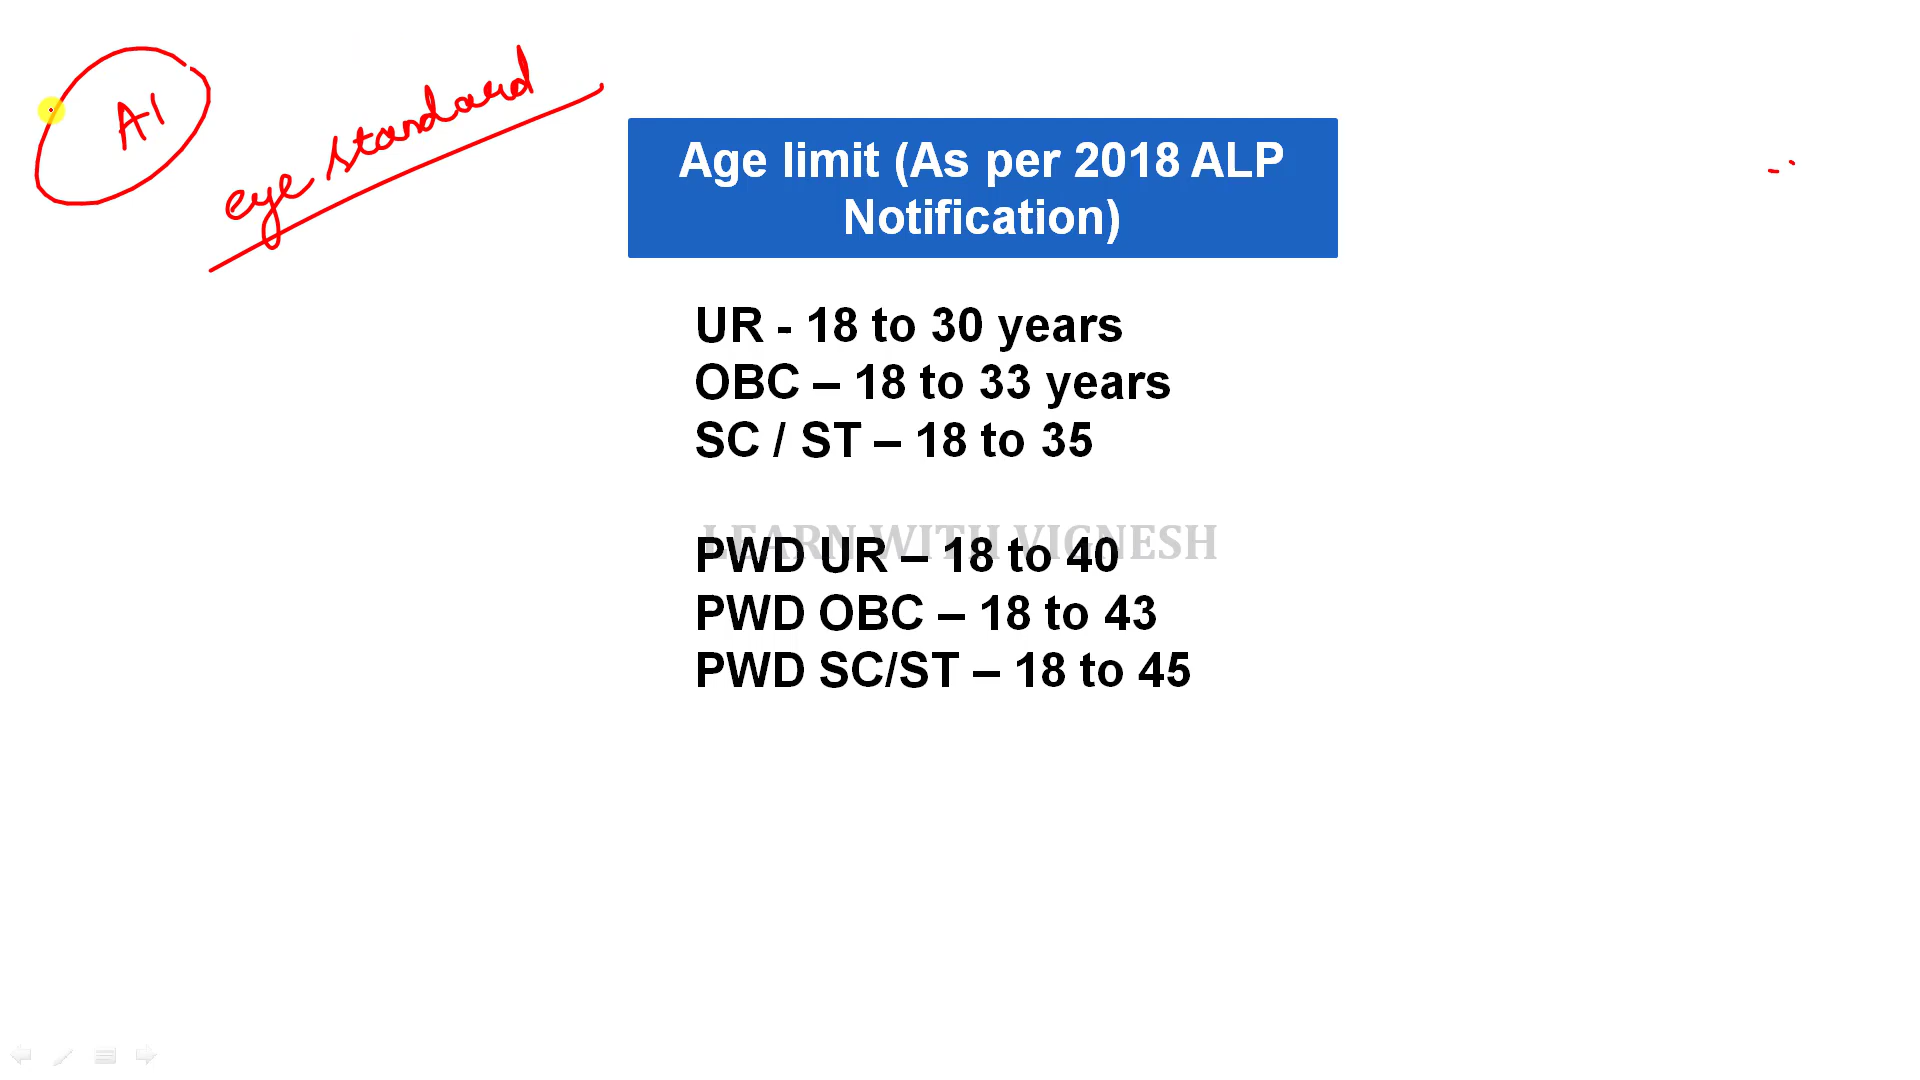 A1
eye standard
Age limit (As per 2018 ALP
Notification)
UR - 18 to 30 years
OBC – 18 to 33 years
SC / ST – 18 to 35
LEARN WITH VIGNESH
PWD UR – 18 to 40
PWD OBC – 18 to 43
PWD SC/ST – 18 to 45